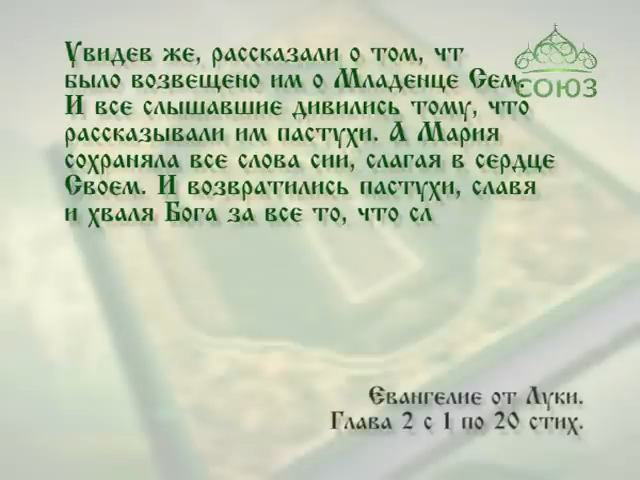 Увидев же, рассказали о том, чт
было возвещено им о Младенце Сем.
СОЮЗ
И все слышавшие дивились тому, что
рассказывали им пастухи. А Мария
сохраняла все слова сии, слагая в сердце
Своем. И возвратились пастухи, славя
и хваля Бога за все то, что сл
Евангелие от Луки.
Глава 2 с 1 по 20 стих.